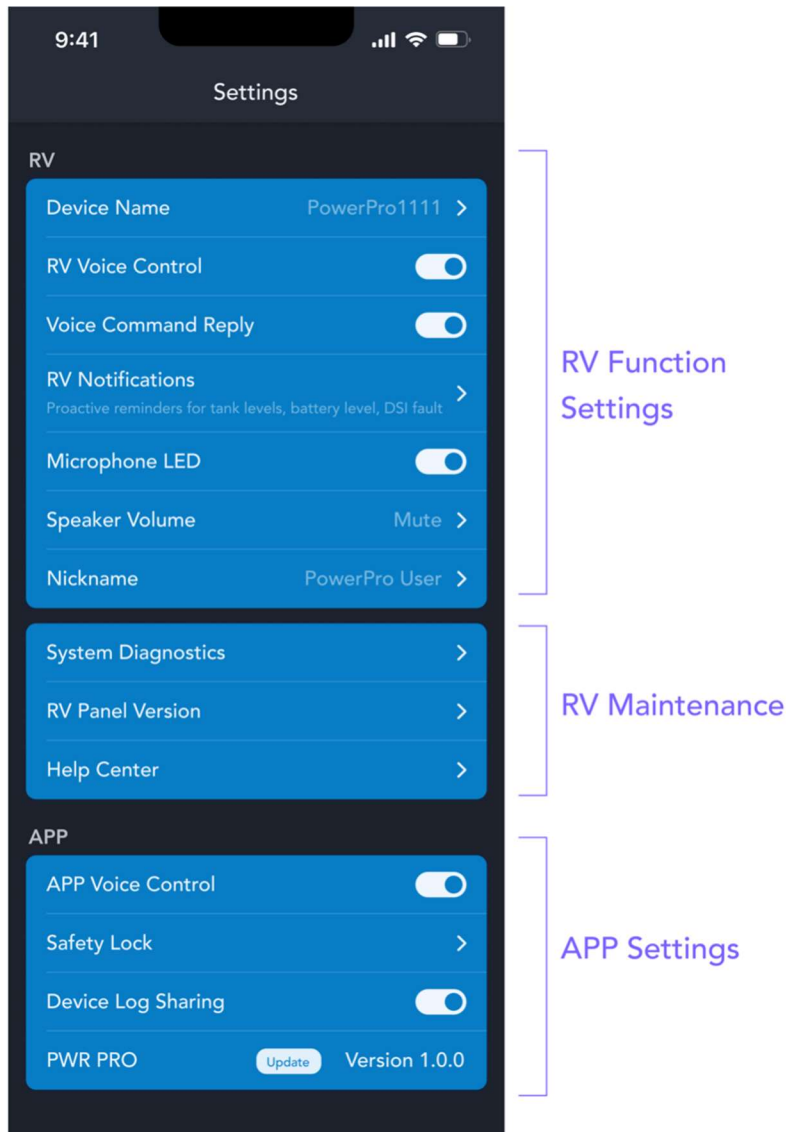 9:41
Settings
RV
Device Name PowerPro1111
RV Voice Control
Voice Command Reply
RV Notifications
Proactive reminders for tank levels, battery level, DSI fault
Microphone LED
Speaker Volume Mute
Nickname PowerPro User
RV Function
Settings
System Diagnostics
RV Panel Version
Help Center
RV Maintenance
APP
APP Voice Control
Safety Lock
Device Log Sharing
PWR PRO Update Version 1.0.0
APP Settings